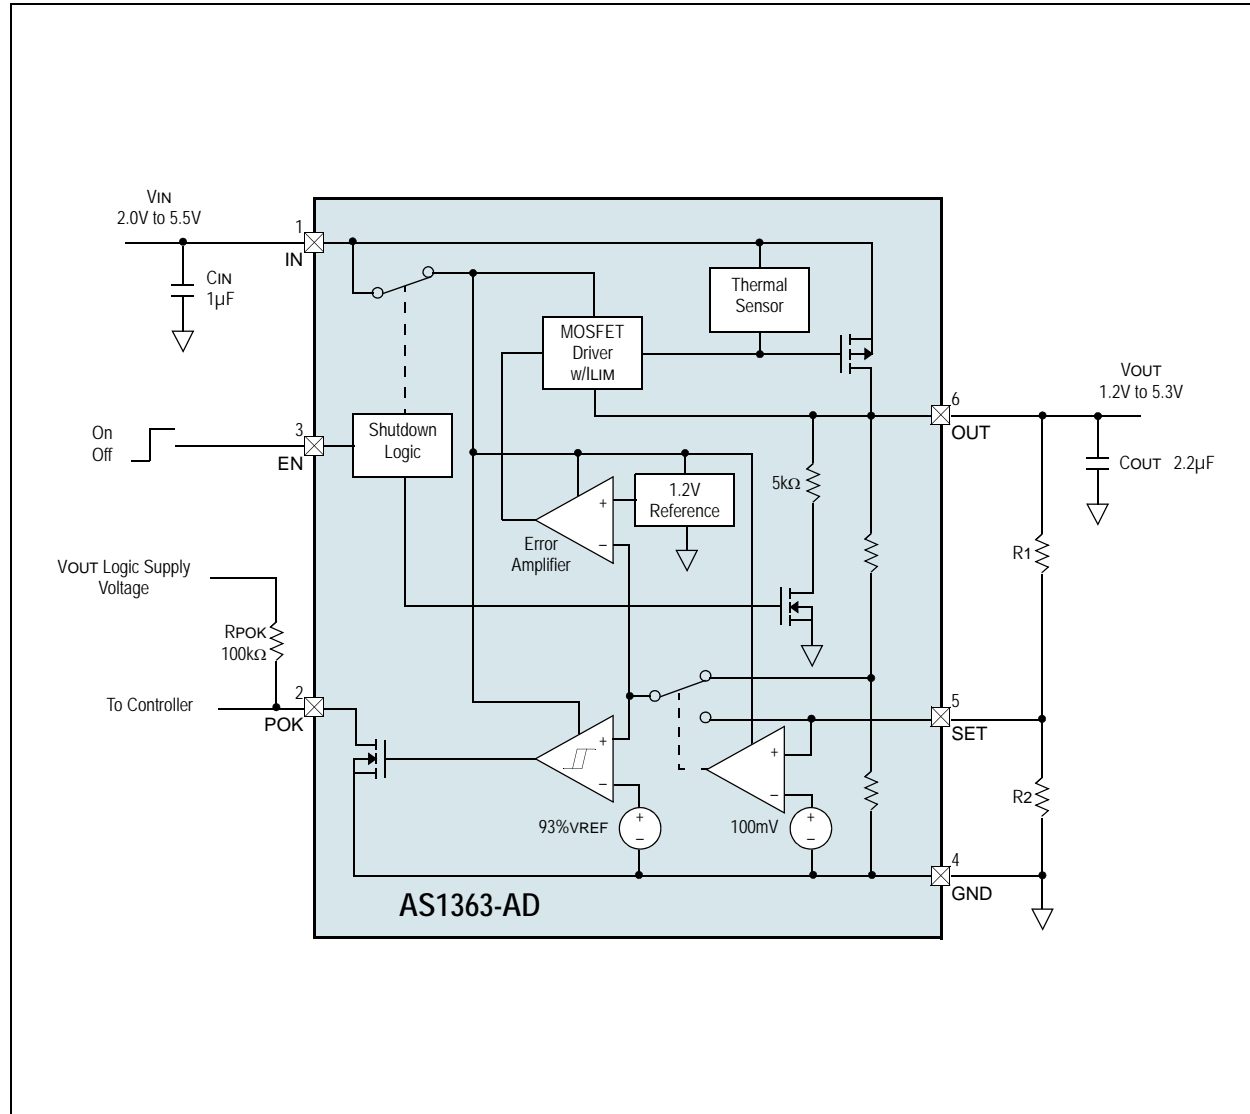 VIN
2.0V to 5.5V
1
IN
CIN
1µF
Thermal
Sensor
MOSFET
Driver
w/ILIM
VOUT
1.2V to 5.3V
6
OUT
On
Off
3
EN
Shutdown
Logic
COUT 2.2µF
5kΩ
+
1.2V
Reference
−
Error
Amplifier
R1
VOUT Logic Supply
Voltage
RPOK
100kΩ
To Controller
2
POK
5
SET
+
−
+
−
R2
93%VREF
+
−
100mV
+
−
4
GND
AS1363-AD